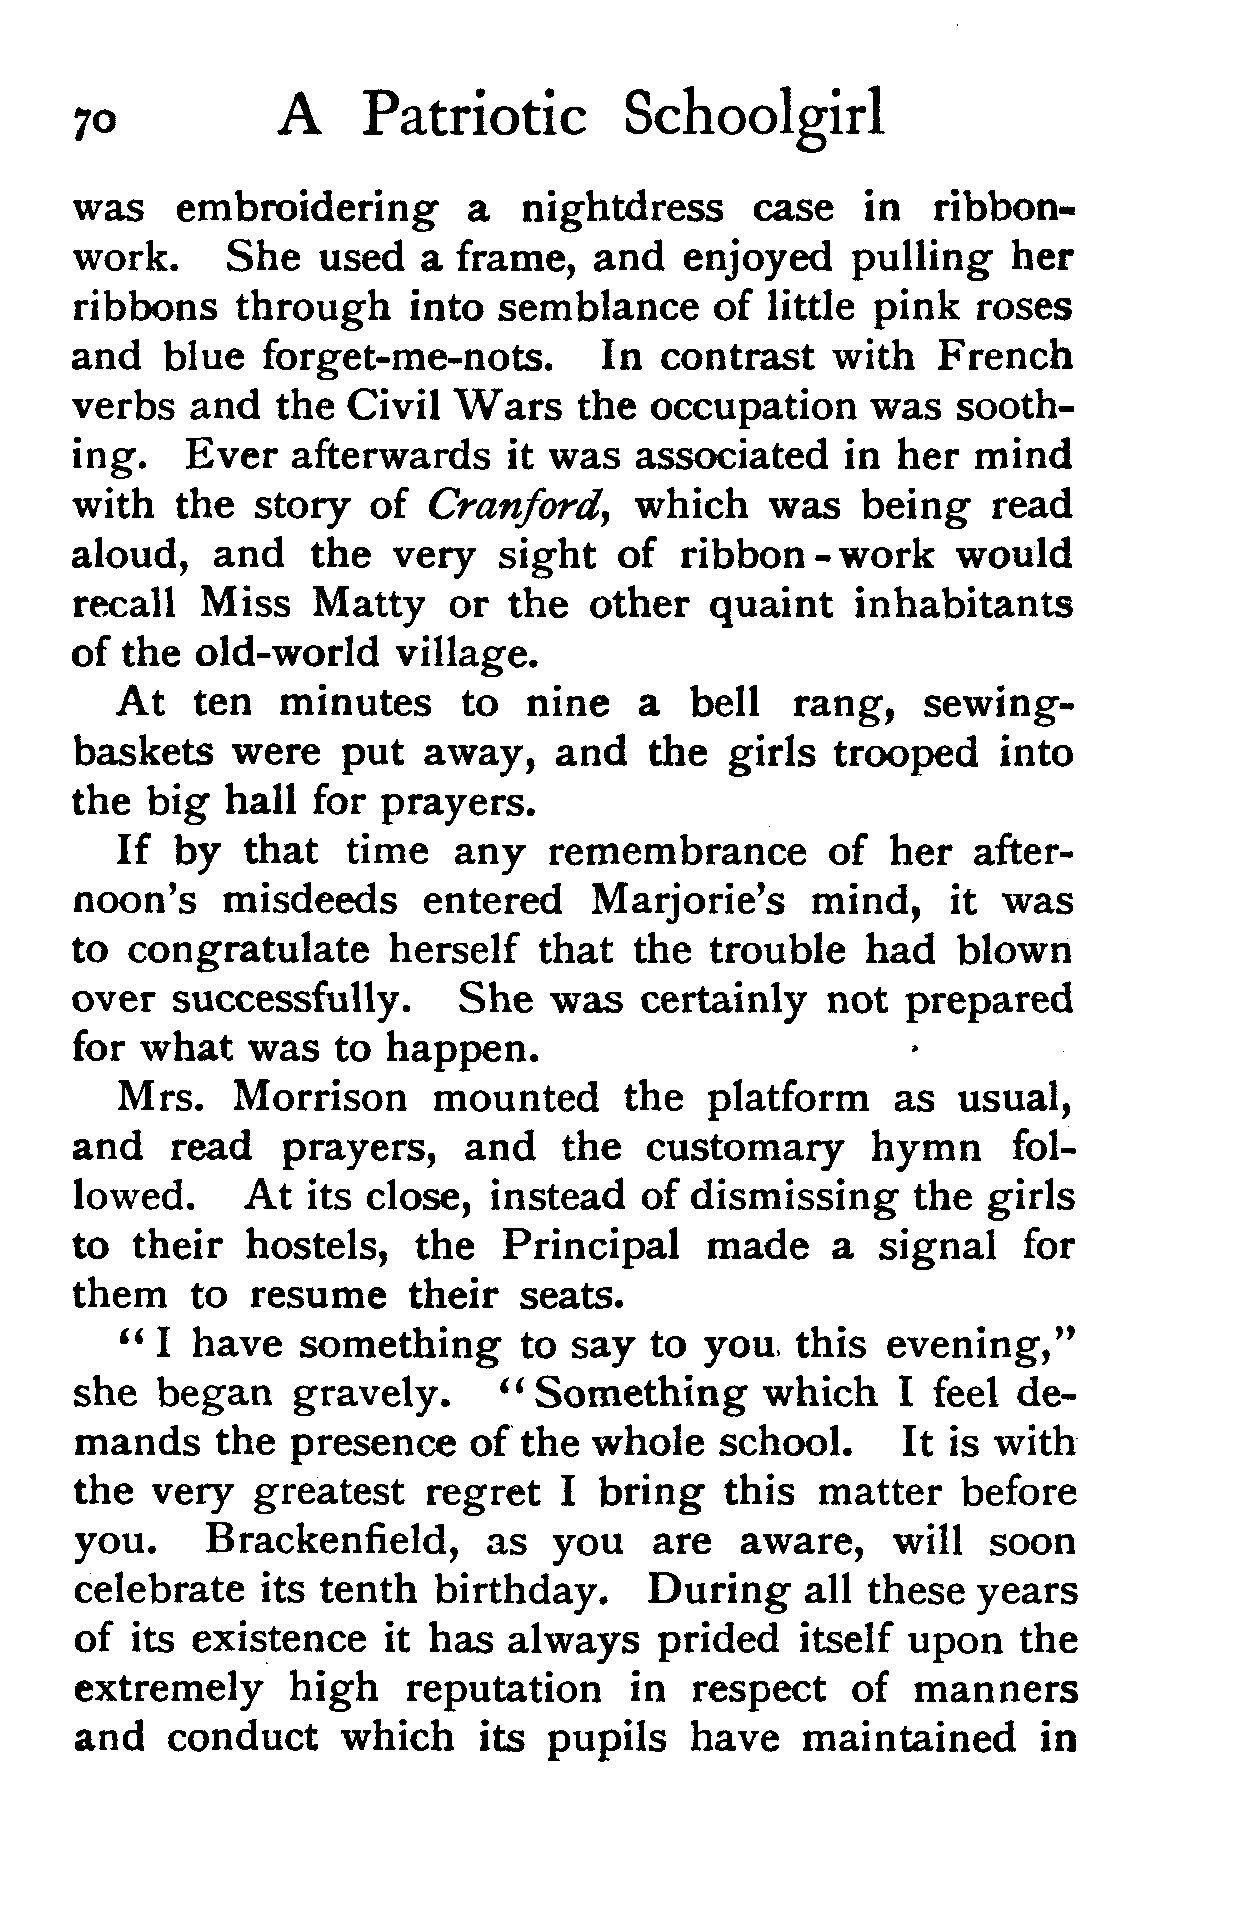 70 A Patriotic Schoolgirl
was embroidering a nightdress case in ribbon-
work. She used a frame, and enjoyed pulling her
ribbons through into semblance of little pink roses
and blue forget-me-nots. In contrast with French
verbs and the Civil Wars the occupation was sooth-
ing. Ever afterwards it was associated in her mind
with the story of Cranford, which was being read
aloud, and the very sight of ribbon-work would
recall Miss Matty or the other quaint inhabitants
of the old-world village.
At ten minutes to nine a bell rang, sewing-
baskets were put away, and the girls trooped into
the big hall for prayers.
If by that time any remembrance of her after-
noon's misdeeds entered Marjorie's mind, it was
to congratulate herself that the trouble had blown
over successfully. She was certainly not prepared
for what was to happen.
Mrs. Morrison mounted the platform as usual,
and read prayers, and the customary hymn fol-
lowed. At its close, instead of dismissing the girls
to their hostels, the Principal made a signal for
them to resume their seats.
"I have something to say to you this evening,"
she began gravely. "Something which I feel de-
mands the presence of the whole school. It is with
the very greatest regret I bring this matter before
you. Brackenfield, as you are aware, will soon
celebrate its tenth birthday. During all these years
of its existence it has always prided itself upon the
extremely high reputation in respect of manners
and conduct which its pupils have maintained in